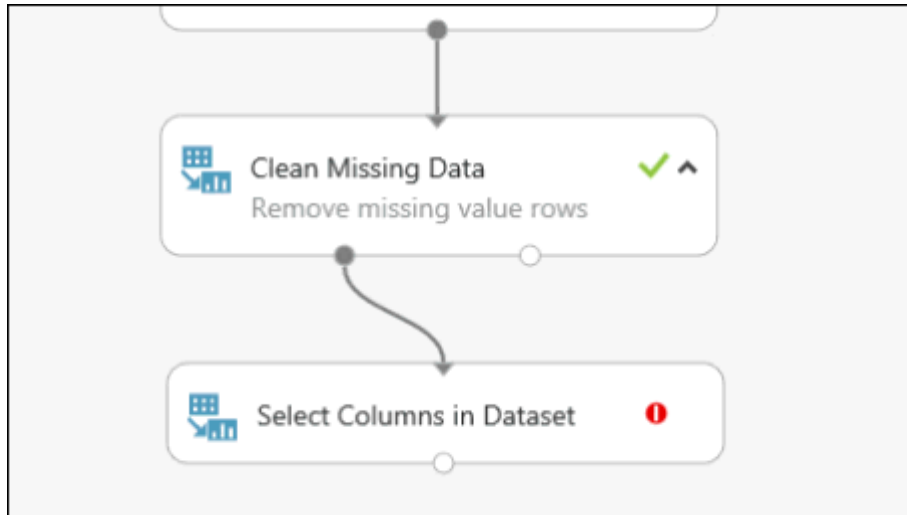 Clean Missing Data
Remove missing value rows
Select Columns in Dataset